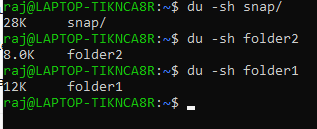 raj@LAPTOP-TIKNCA8R:~$ du -sh snap/
28K     snap/
raj@LAPTOP-TIKNCA8R:~$ du -sh folder2
8.0K    folder2
raj@LAPTOP-TIKNCA8R:~$ du -sh folder1
12K     folder1
raj@LAPTOP-TIKNCA8R:~$